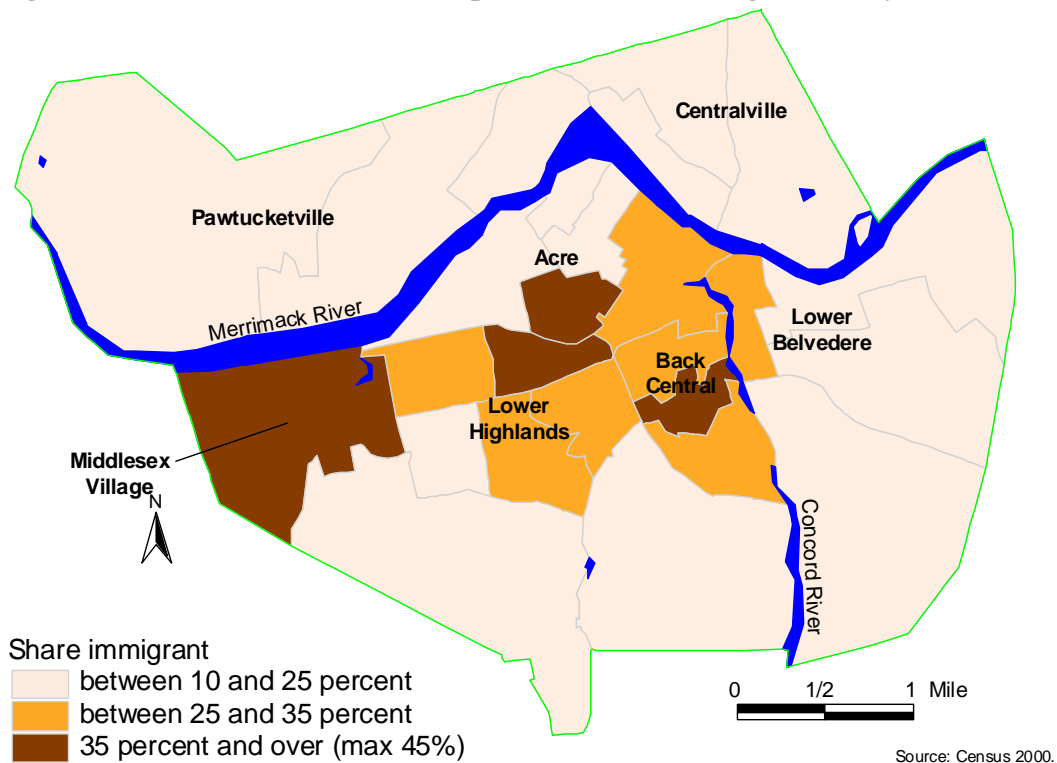 Centralville
Pawtucketville
Acre
Merrimack River
Lower
Belvedere
Back
Central
Lower
Highlands
Middlesex
Village
N
Concord River
Share immigrant
between 10 and 25 percent
between 25 and 35 percent
35 percent and over (max 45%)
0 1/2 1 Mile
Source: Census 2000.